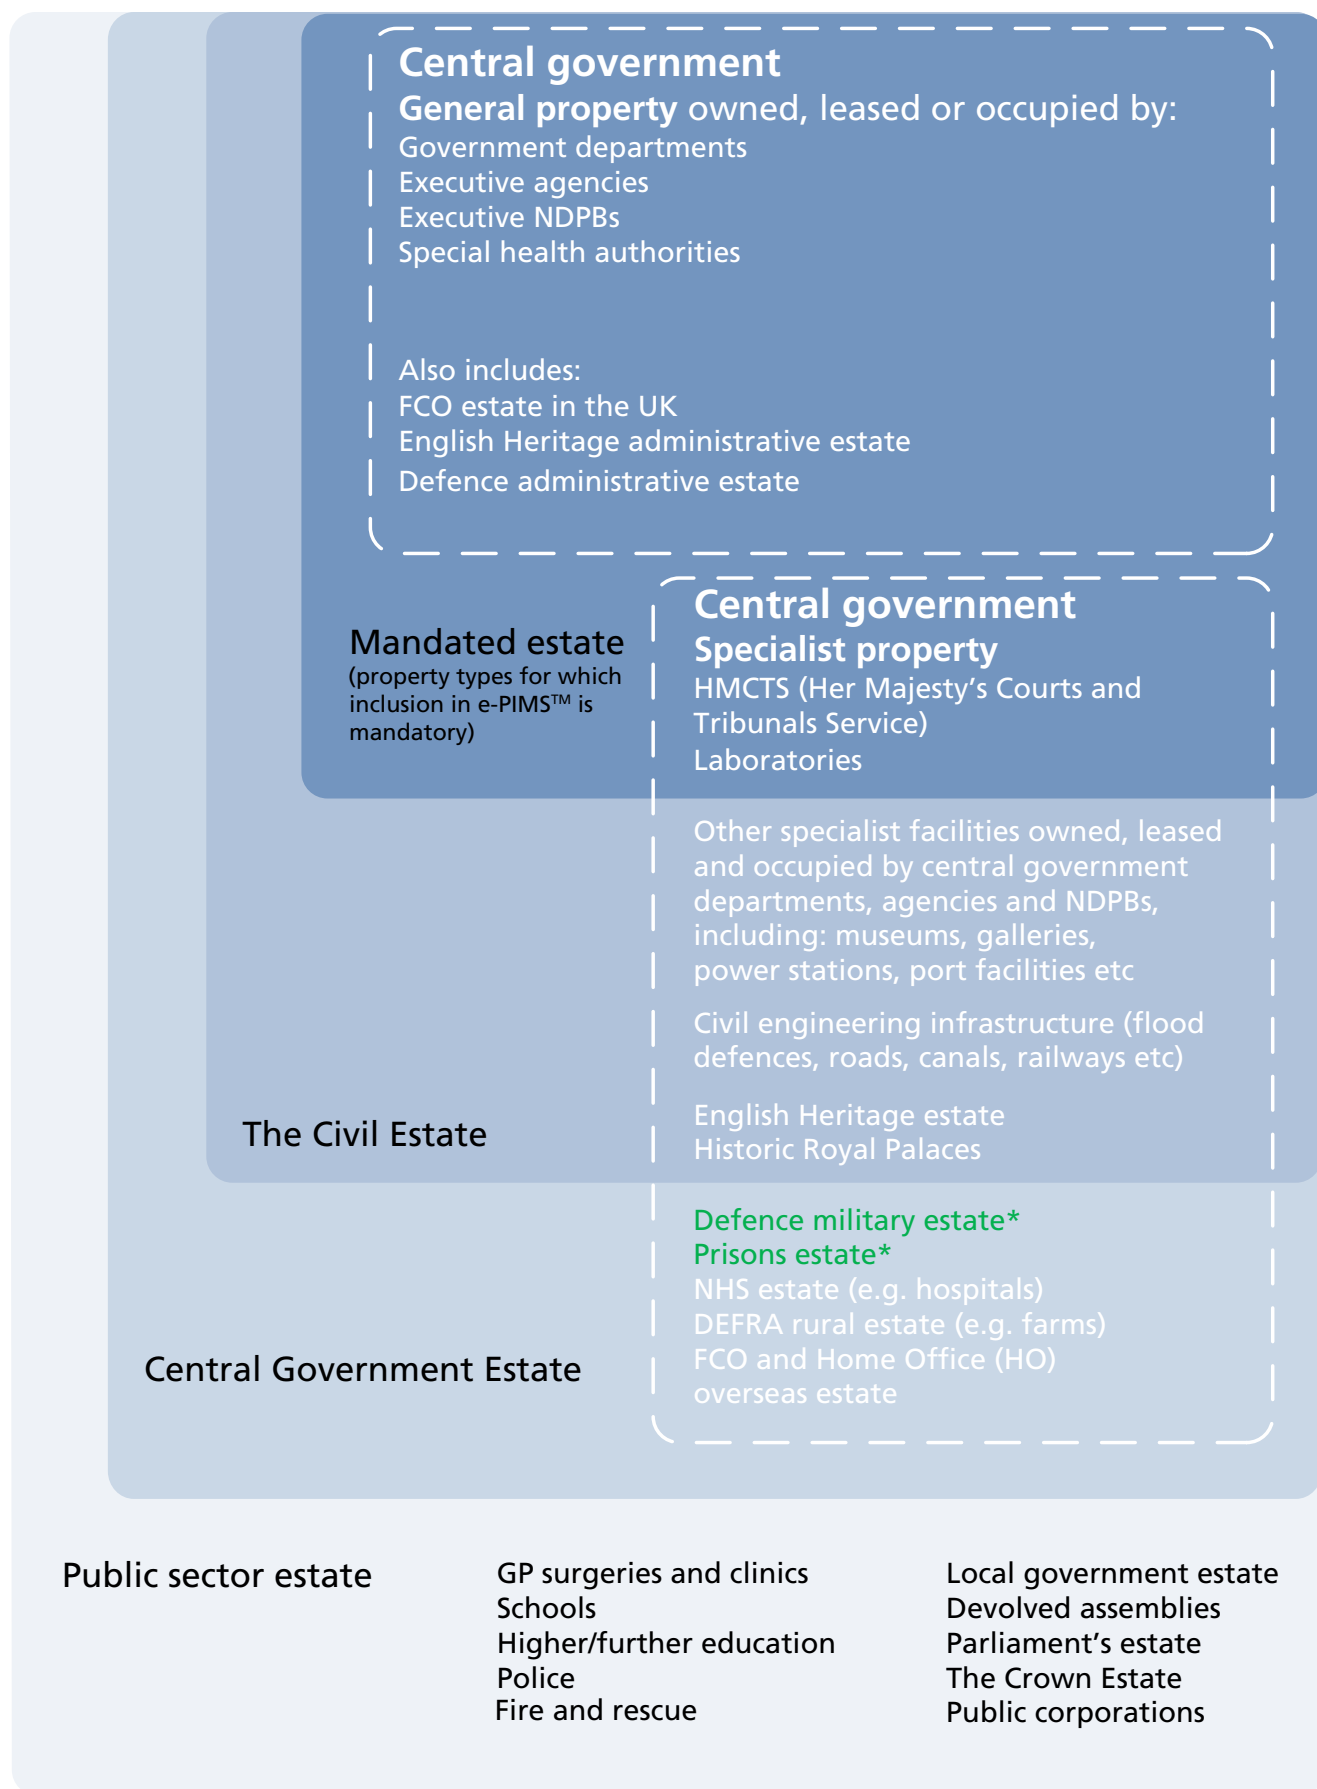 Central government
General property owned, leased or occupied by:
Government departments
Executive agencies
Executive NDPBs
Special health authorities
Also includes:
FCO estate in the UK
English Heritage administrative estate
Defence administrative estate
Mandated estate
(property types for which
inclusion in e-PIMS™ is
mandatory)
Central government
Specialist property
HMCTS (Her Majesty’s Courts and
Tribunals Service)
Laboratories
Other specialist facilities owned, leased
and occupied by central government
departments, agencies and NDPBs,
including: museums, galleries,
power stations, port facilities etc
Civil engineering infrastructure (flood
defences, roads, canals, railways etc)
English Heritage estate
Historic Royal Palaces
The Civil Estate
Defence military estate*
Prisons estate*
NHS estate (e.g. hospitals)
DEFRA rural estate (e.g. farms)
FCO and Home Office (HO)
overseas estate
Central Government Estate
Public sector estate
GP surgeries and clinics
Schools
Higher/further education
Police
Fire and rescue
Local government estate
Devolved assemblies
Parliament’s estate
The Crown Estate
Public corporations